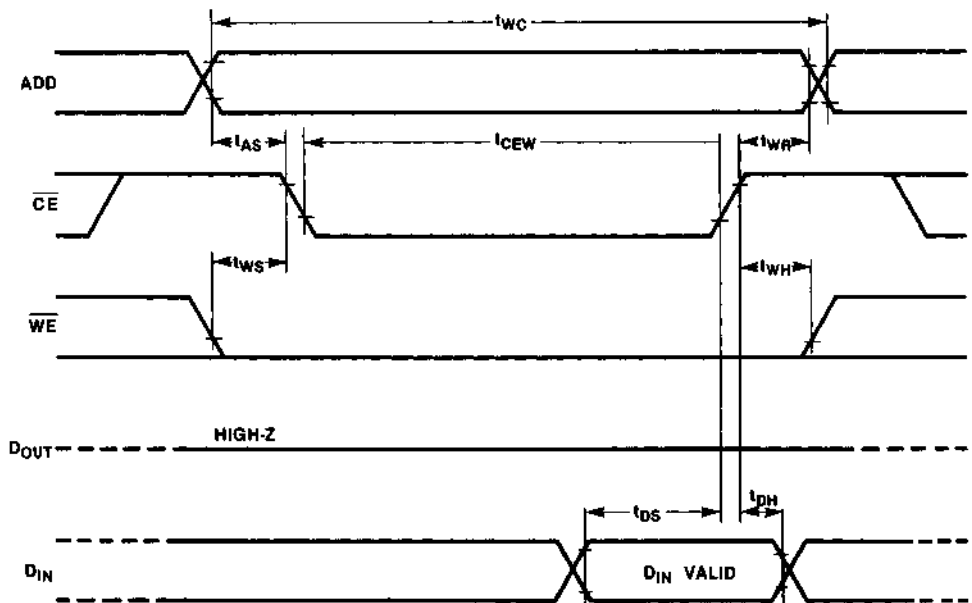 tWC
ADD
tAS
tCEW
tWR
CE
tWS
tWH
WE
HIGH-Z
DOUT
tDS
tDH
DIN
DIN VALID